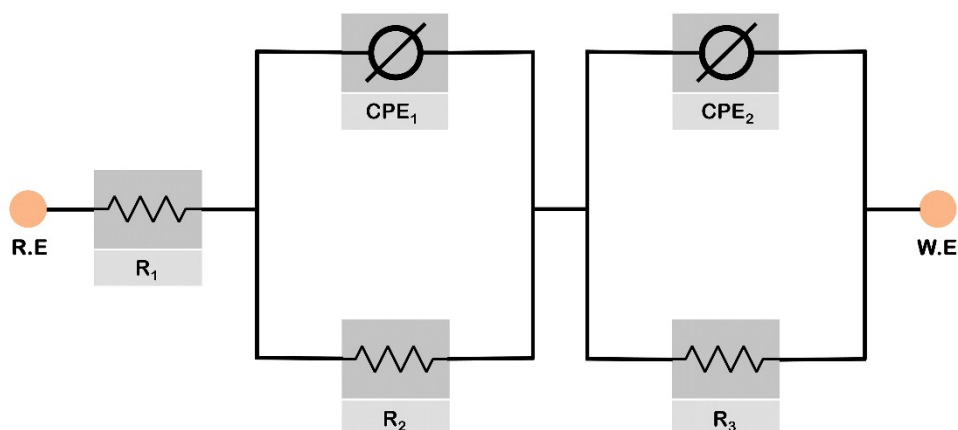 CPE₁
CPE₂
R.E
R₁
W.E
R₂
R₃